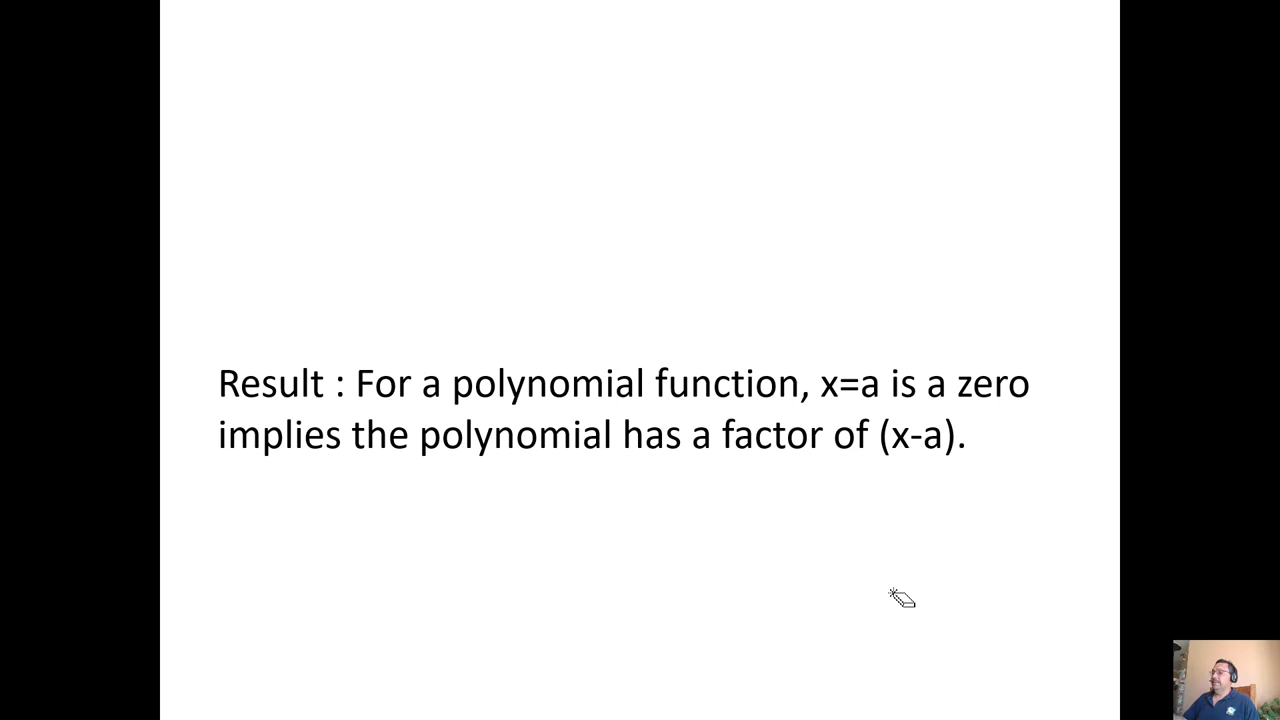 Result : For a polynomial function, x=a is a zero
implies the polynomial has a factor of (x-a).